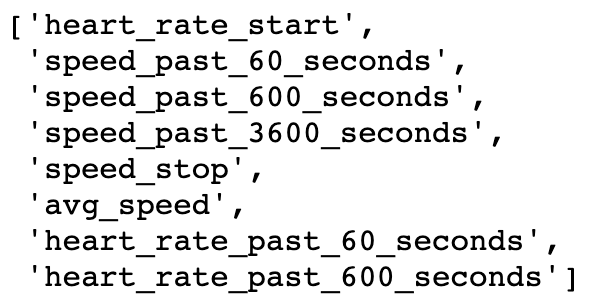 ['heart_rate_start',
 'speed_past_60_seconds',
 'speed_past_600_seconds',
 'speed_past_3600_seconds',
 'speed_stop',
 'avg_speed',
 'heart_rate_past_60_seconds',
 'heart_rate_past_600_seconds']